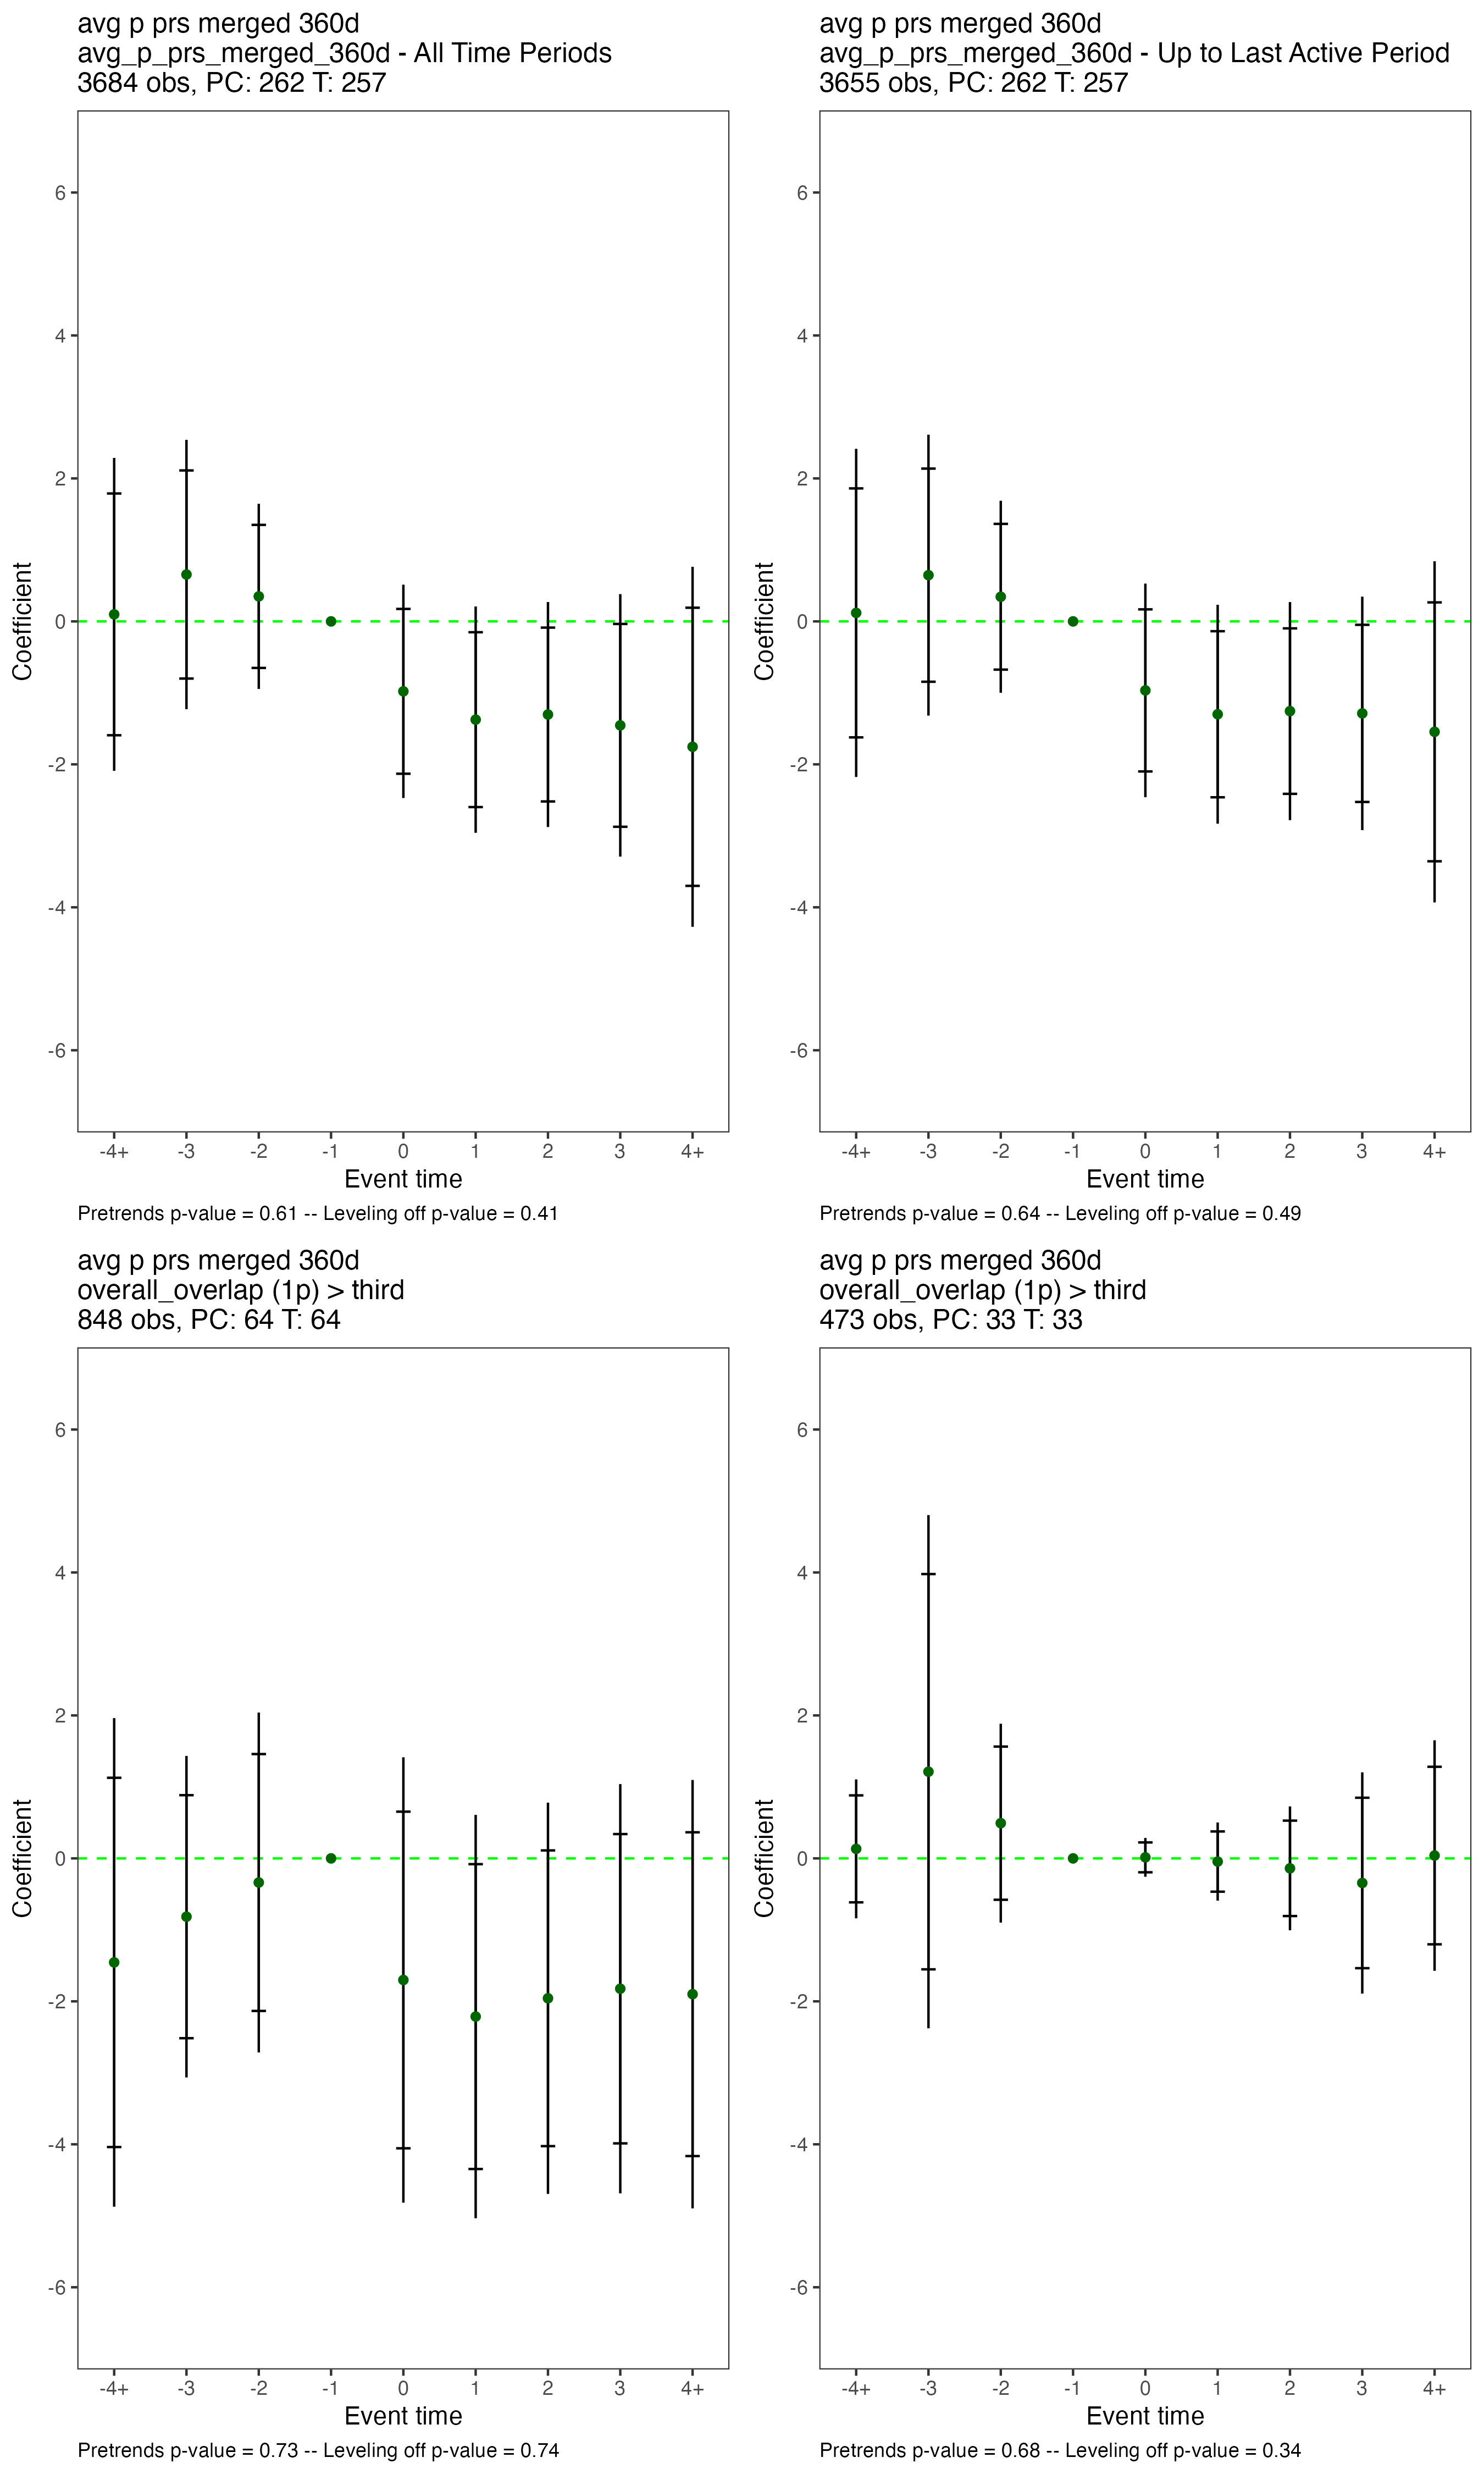 avg p prs merged 360d
avg_p_prs_merged_360d - All Time Periods
3684 obs, PC: 262 T: 257
Coefficient
6
4
2
0
-2
-4
-6
-4+ -3 -2 -1 0 1 2 3 4+
Event time
Pretrends p-value = 0.61 -- Leveling off p-value = 0.41
avg p prs merged 360d
avg_p_prs_merged_360d - Up to Last Active Period
3655 obs, PC: 262 T: 257
Coefficient
6
4
2
0
-2
-4
-6
-4+ -3 -2 -1 0 1 2 3 4+
Event time
Pretrends p-value = 0.64 -- Leveling off p-value = 0.49
avg p prs merged 360d
overall_overlap (1p) > third
848 obs, PC: 64 T: 64
Coefficient
6
4
2
0
-2
-4
-6
-4+ -3 -2 -1 0 1 2 3 4+
Event time
Pretrends p-value = 0.73 -- Leveling off p-value = 0.74
avg p prs merged 360d
overall_overlap (1p) > third
473 obs, PC: 33 T: 33
Coefficient
6
4
2
0
-2
-4
-6
-4+ -3 -2 -1 0 1 2 3 4+
Event time
Pretrends p-value = 0.68 -- Leveling off p-value = 0.34